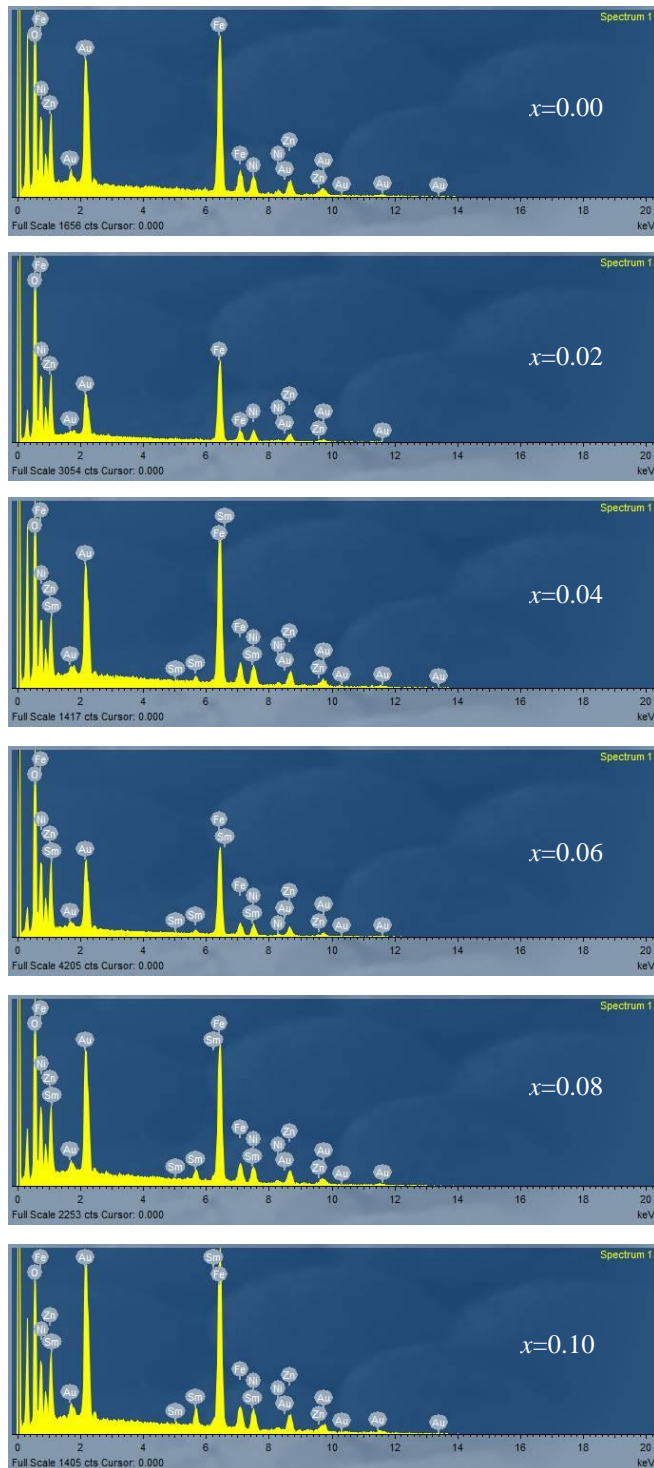 Spectrum 1
Fe Fe
O Au
Ni
Zn x=0.00
Zn
Fe Ni Au
Au Ni Au Zn Au Au Au
0 2 4 6 8 10 12 14 16 18 20
Full Scale 1656 cts Cursor: 0.000 keV
Fe Spectrum 1
O
Ni Fe x=0.02
Zn
Au Zn
Ni Ni Au
Au Fe Au Zn Au
0 2 4 6 8 10 12 14 16 18 20
Full Scale 3054 cts Cursor: 0.000 keV
Fe Sm Spectrum 1
O Fe
Au
Ni
Zn x=0.04
Sm
Fe Ni Zn
Au Sm Sm Sm Ni Au Au Zn Au Au Au
0 2 4 6 8 10 12 14 16 18 20
Full Scale 1417 cts Cursor: 0.000 keV
Fe Spectrum 1
O
Ni Fe
Zn Sm
Sm Au x=0.06
Fe Ni Zn
Au Sm Sm Sm Au Ni Au Zn Au Au
0 2 4 6 8 10 12 14 16 18 20
Full Scale 4205 cts Cursor: 0.000 keV
Fe Spectrum 1
O Fe
Au Sm
Ni
Zn x=0.08
Sm
Fe Ni Zn
Au Sm Sm Sm Ni Au Au Zn Au Au
0 2 4 6 8 10 12 14 16 18 20
Full Scale 2253 cts Cursor: 0.000 keV
Fe Au Sm Spectrum 1
O Fe
Zn
Ni
Sm x=0.10
Fe Ni Zn
Au Sm Sm Sm Ni Au Au Zn Au Au Au
0 2 4 6 8 10 12 14 16 18 20
Full Scale 1405 cts Cursor: 0.000 keV